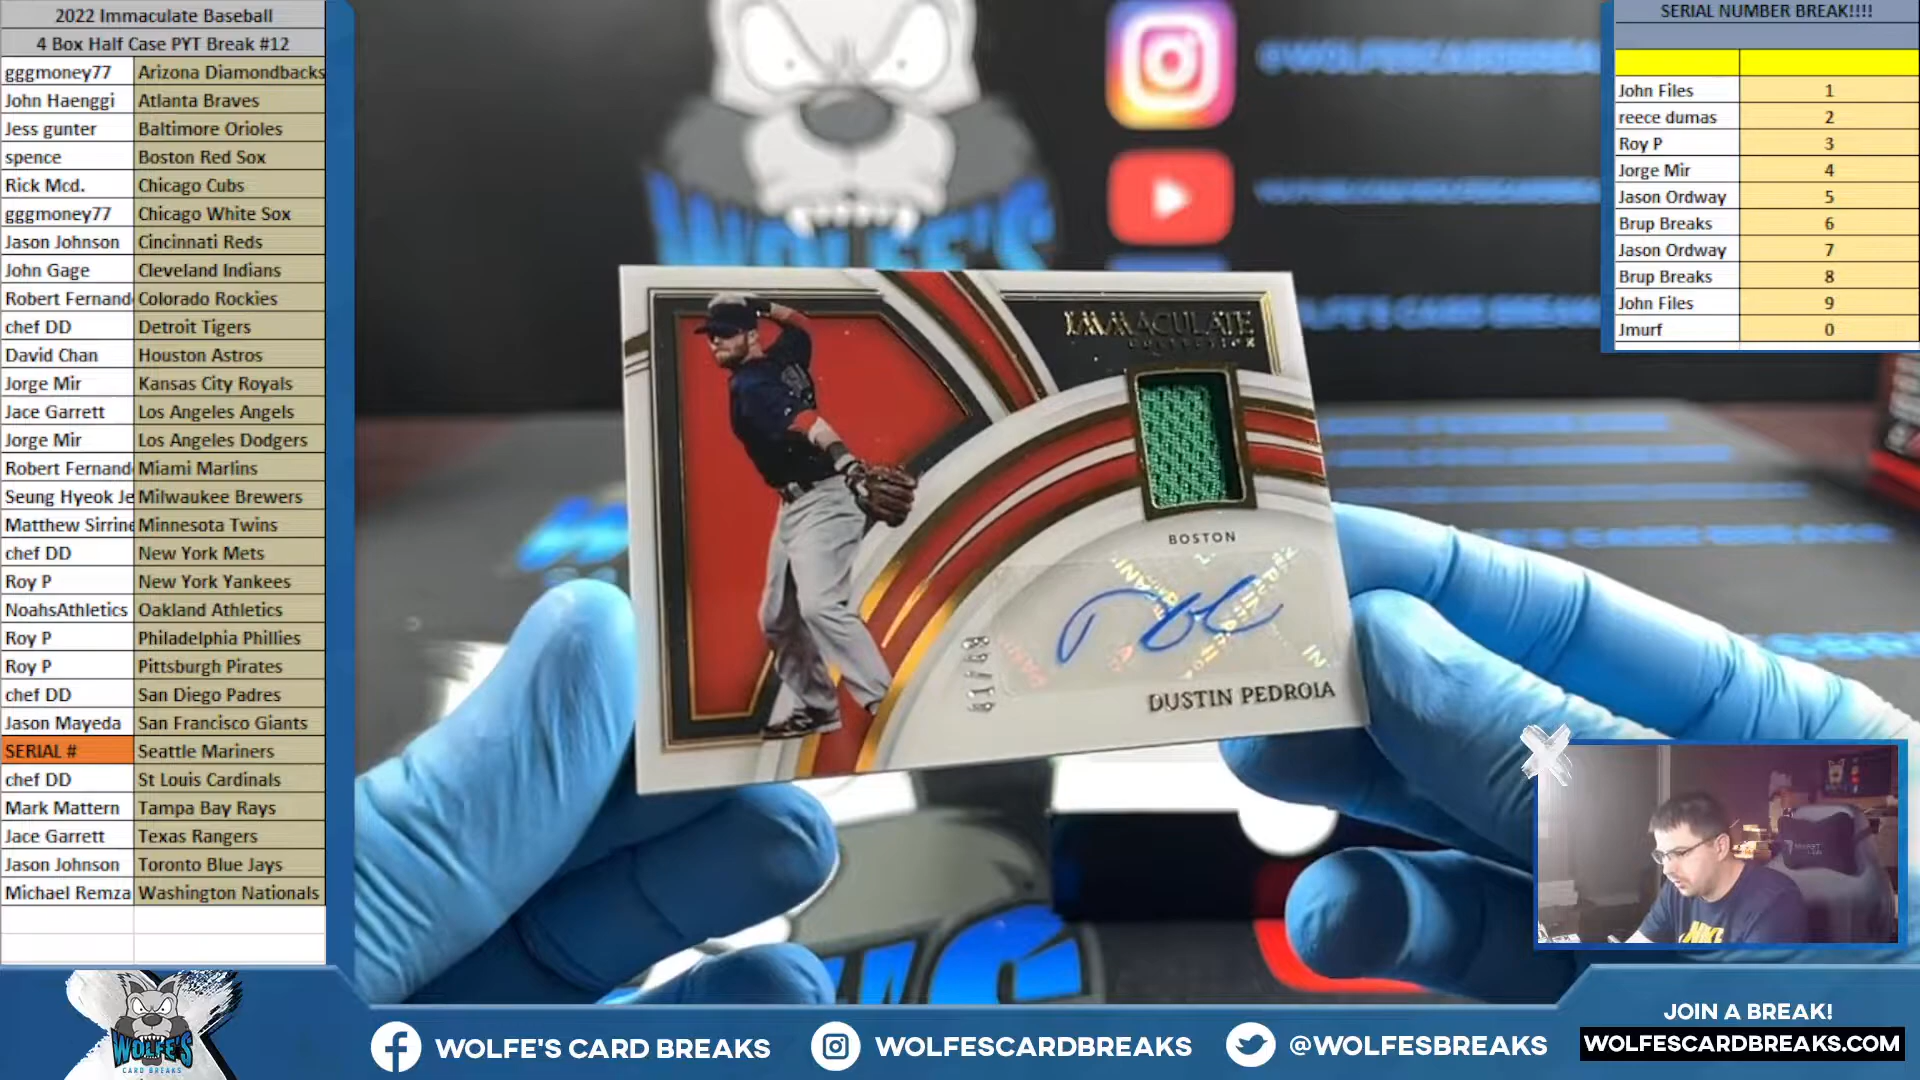 2022 Immaculate Baseball
4 Box Half Case PYT Break #12
gggmoney77 Arizona Diamondbacks
John Haenggi Atlanta Braves
Jess gunter Baltimore Orioles
spence Boston Red Sox
Rick Mcd. Chicago Cubs
gggmoney77 Chicago White Sox
Jason Johnson Cincinnati Reds
John Gage Cleveland Indians
Robert Fernand Colorado Rockies
chef DD Detroit Tigers
David Chan Houston Astros
Jorge Mir Kansas City Royals
Jace Garrett Los Angeles Angels
Jorge Mir Los Angeles Dodgers
Robert Fernand Miami Marlins
Seung Hyeok Je Milwaukee Brewers
Matthew Sirrine Minnesota Twins
chef DD New York Mets
Roy P New York Yankees
NoahsAthletics Oakland Athletics
Roy P Philadelphia Phillies
Roy P Pittsburgh Pirates
chef DD San Diego Padres
Jason Mayeda San Francisco Giants
SERIAL # Seattle Mariners
chef DD St Louis Cardinals
Mark Mattern Tampa Bay Rays
Jace Garrett Texas Rangers
Jason Johnson Toronto Blue Jays
Michael Remza Washington Nationals
WOLFE'S
IMMACULATE
COLLECTION
BOSTON
DUSTIN PEDROIA
SERIAL NUMBER BREAK!!!!
John Files 1
reece dumas 2
Roy P 3
Jorge Mir 4
Jason Ordway 5
Brup Breaks 6
Jason Ordway 7
Brup Breaks 8
John Files 9
Jmurf 0
WOLFE'S
CARD BREAKS
WOLFE'S CARD BREAKS
WOLFESCARDBREAKS
@WOLFESBREAKS
JOIN A BREAK!
WOLFESCARDBREAKS.COM